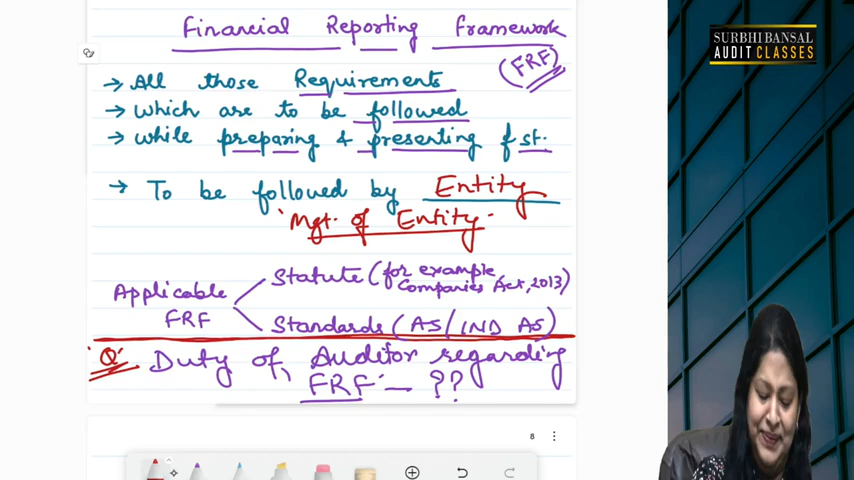 Financial Reporting Framework
(FRF)
→ All those Requirements
→ which are to be followed
→ while preparing & presenting f st.
→ To be followed by Entity
"Mgt. of Entity"
Applicable FRF
Statute (for example Companies Act, 2013)
Standards (AS/IND AS)
Q. Duty of Auditor regarding
FRF — ??
8
SURBHI BANSAL
AUDIT CLASSES